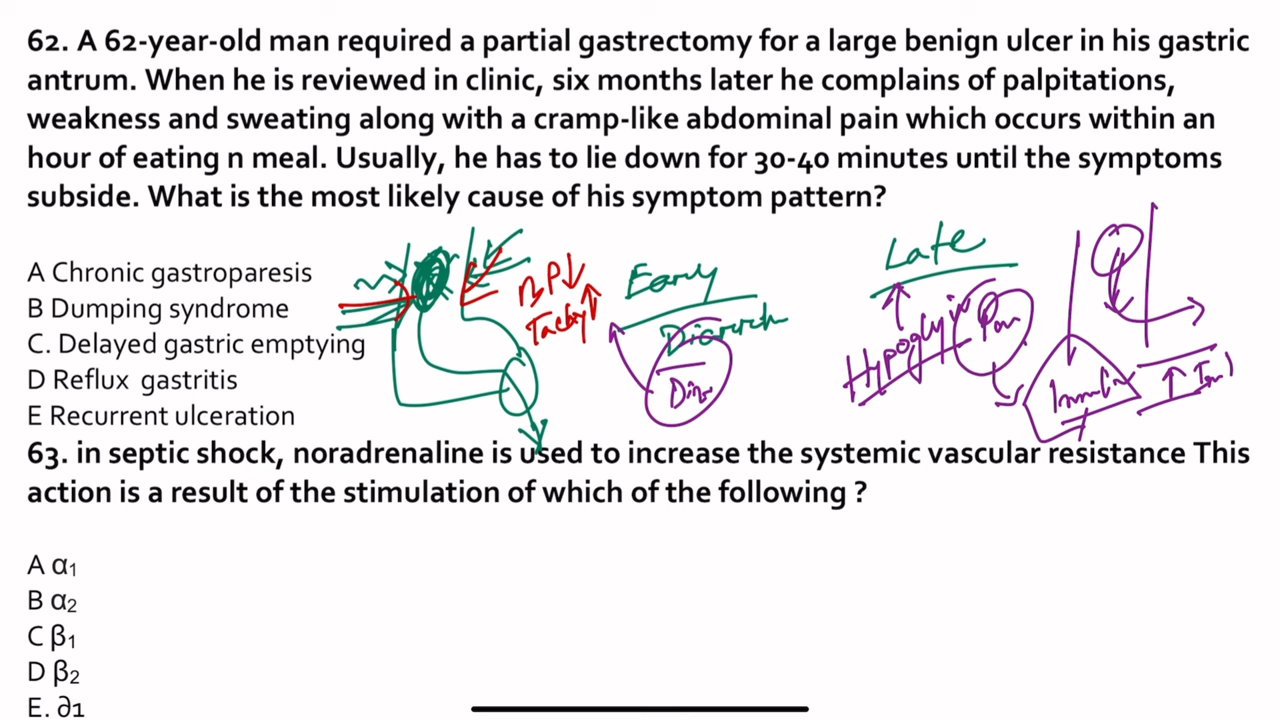 62. A 62-year-old man required a partial gastrectomy for a large benign ulcer in his gastric
antrum. When he is reviewed in clinic, six months later he complains of palpitations,
weakness and sweating along with a cramp-like abdominal pain which occurs within an
hour of eating n meal. Usually, he has to lie down for 30-40 minutes until the symptoms
subside. What is the most likely cause of his symptom pattern?
A Chronic gastroparesis
B Dumping syndrome
C. Delayed gastric emptying
D Reflux gastritis
E Recurrent ulceration
BP↓
Tachy↑
Early
Late
63. in septic shock, noradrenaline is used to increase the systemic vascular resistance This
action is a result of the stimulation of which of the following ?
A α1
B α2
C β1
D β2
E. ∂1